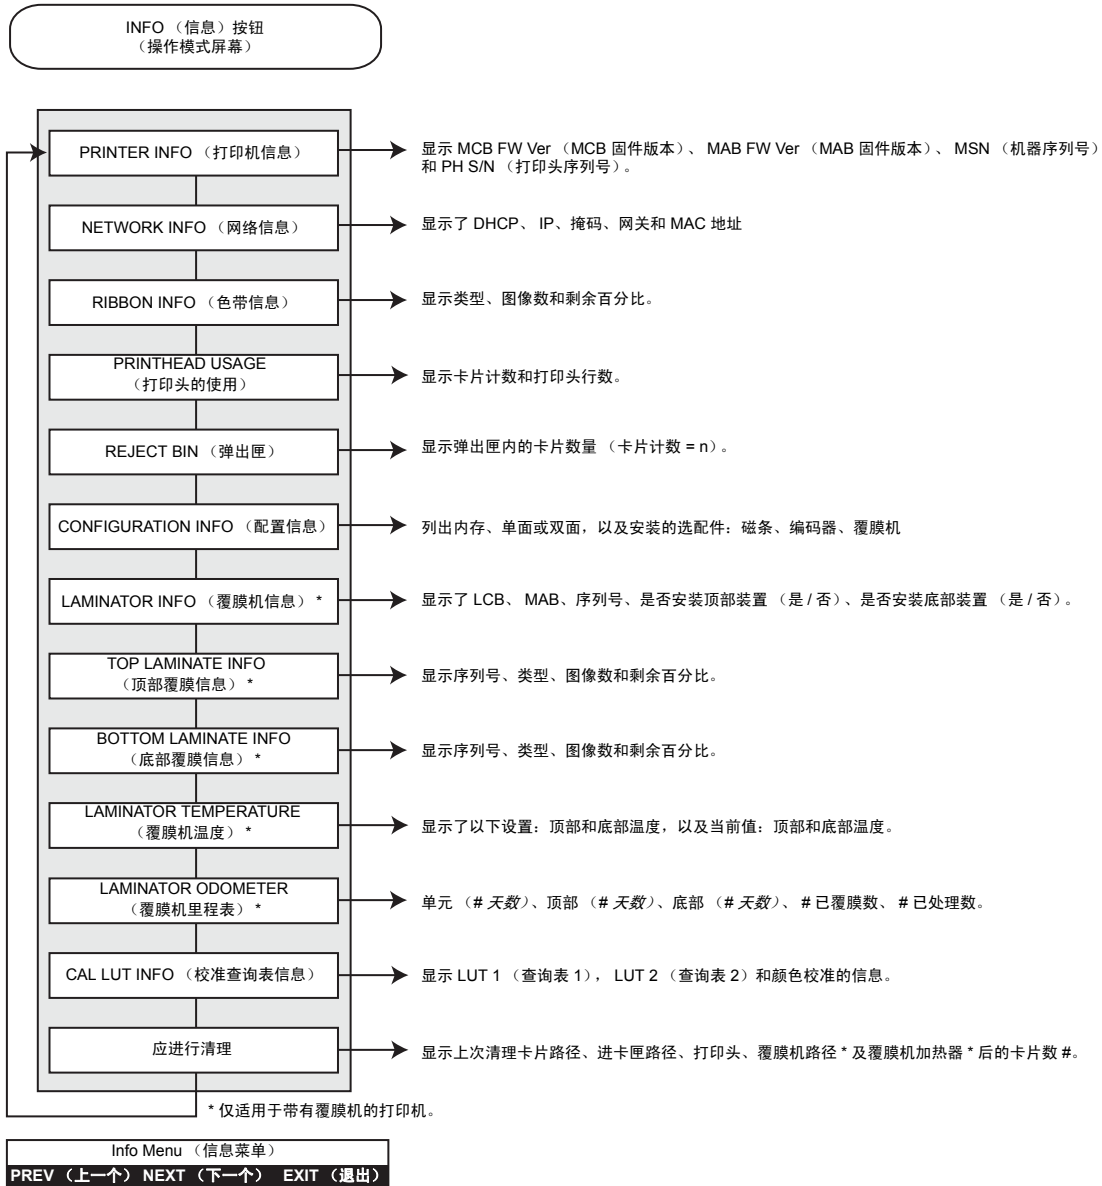 INFO （信息）按钮
（操作模式屏幕）
PRINTER INFO （打印机信息）
显示 MCB FW Ver （MCB 固件版本）、 MAB FW Ver （MAB 固件版本）、 MSN （机器序列号）
和 PH S/N （打印头序列号）。
NETWORK INFO （网络信息）
显示了 DHCP、 IP、掩码、网关和 MAC 地址
RIBBON INFO （色带信息）
显示类型、图像数和剩余百分比。
PRINTHEAD USAGE
（打印头的使用）
显示卡片计数和打印头行数。
REJECT BIN （弹出匣）
显示弹出匣内的卡片数量 （卡片计数 = n）。
CONFIGURATION INFO （配置信息）
列出内存、单面或双面，以及安装的选配件：磁条、编码器、覆膜机
LAMINATOR INFO （覆膜机信息） *
显示了 LCB、 MAB、序列号、是否安装顶部装置 （是 / 否）、是否安装底部装置 （是 / 否）。
TOP LAMINATE INFO
（顶部覆膜信息） *
显示序列号、类型、图像数和剩余百分比。
BOTTOM LAMINATE INFO
（底部覆膜信息） *
显示序列号、类型、图像数和剩余百分比。
LAMINATOR TEMPERATURE
（覆膜机温度） *
显示了以下设置：顶部和底部温度，以及当前值：顶部和底部温度。
LAMINATOR ODOMETER
（覆膜机里程表） *
单元 （# 天数）、顶部 （# 天数）、底部 （# 天数）、 # 已覆膜数、 # 已处理数。
CAL LUT INFO （校准查询表信息）
显示 LUT 1 （查询表 1）， LUT 2 （查询表 2）和颜色校准的信息。
应进行清理
显示上次清理卡片路径、进卡匣路径、打印头、覆膜机路径 * 及覆膜机加热器 * 后的卡片数 #。
* 仅适用于带有覆膜机的打印机。
Info Menu （信息菜单）
PREV （上一个） NEXT （下一个） EXIT （退出）